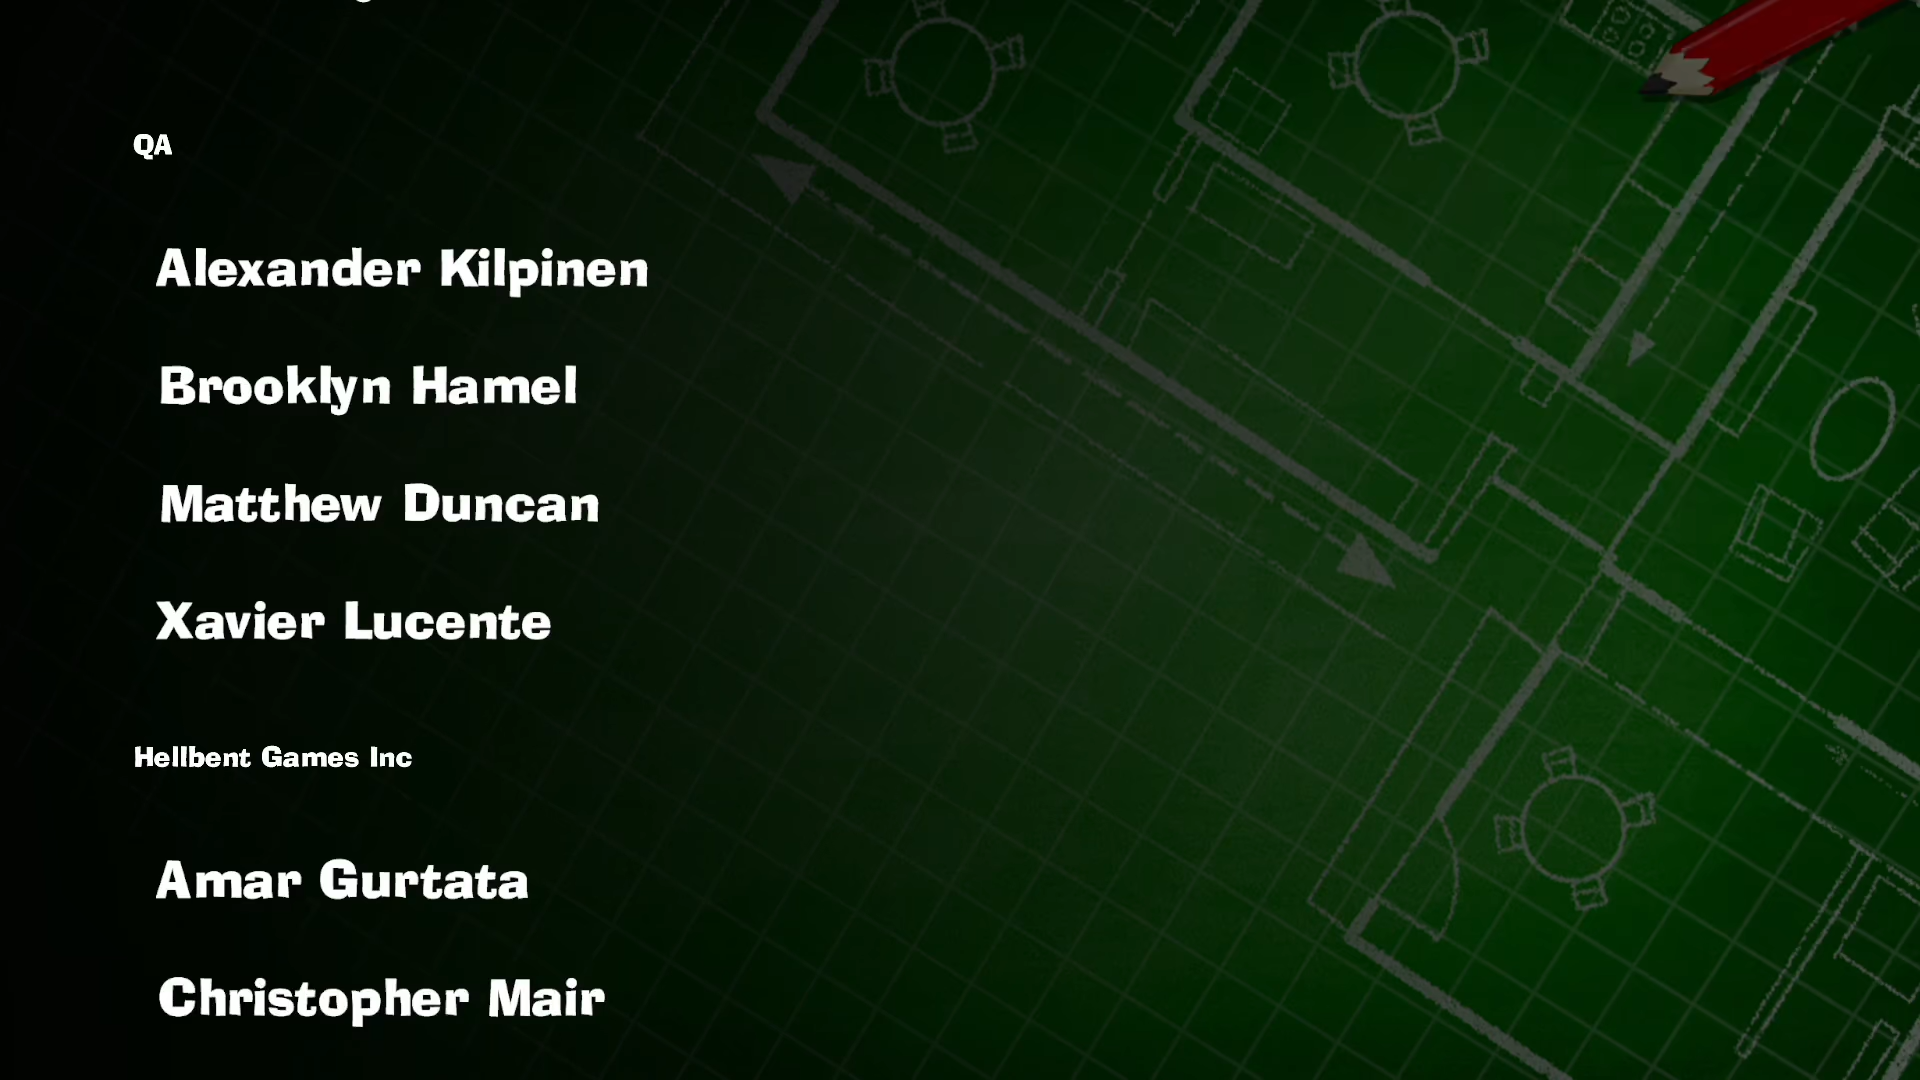 QA
Alexander Kilpinen
Brooklyn Hamel
Matthew Duncan
Xavier Lucente
Hellbent Games Inc
Amar Gurtata
Christopher Mair